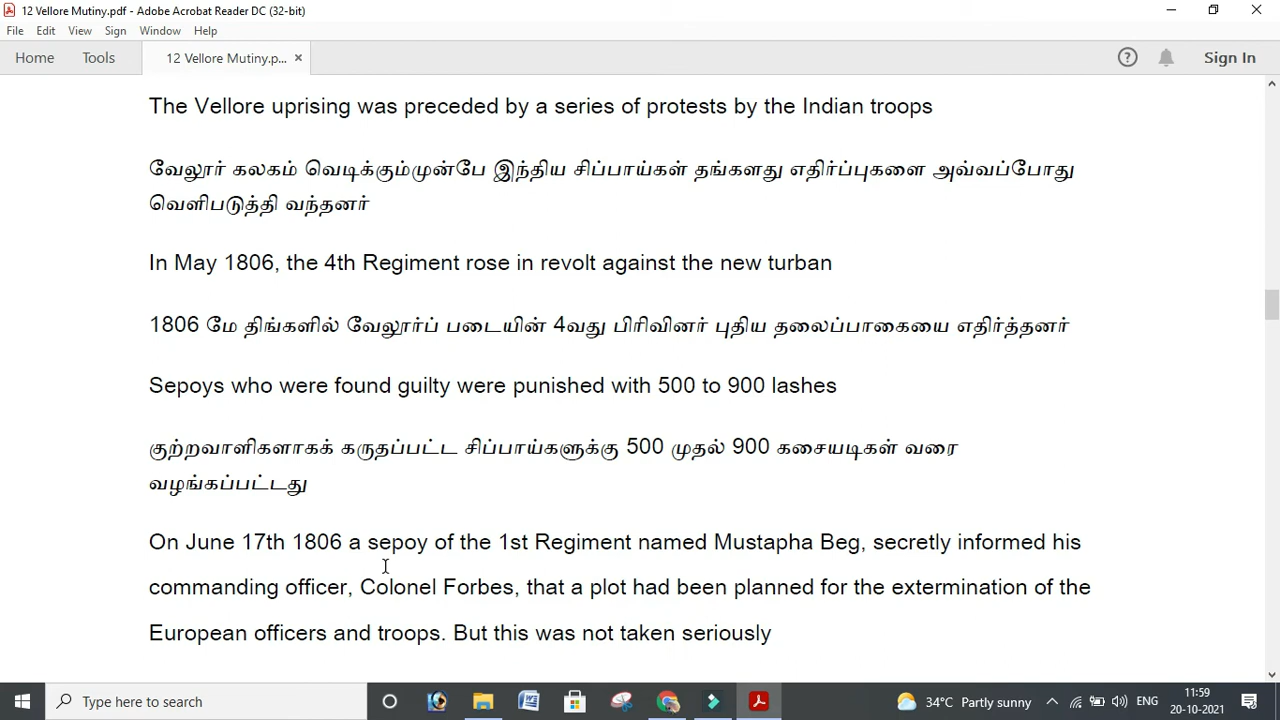 12 Vellore Mutiny.pdf - Adobe Acrobat Reader DC (32-bit)
File Edit View Sign Window Help
Home Tools 12 Vellore Mutiny.p... × Sign In
The Vellore uprising was preceded by a series of protests by the Indian troops
வேலூர் கலகம் வெடிக்கும்முன்பே இந்திய சிப்பாய்கள் தங்களது எதிர்ப்புகளை அவ்வப்போது
வெளிபடுத்தி வந்தனர்
In May 1806, the 4th Regiment rose in revolt against the new turban
1806 மே திங்களில் வேலூர்ப் படையின் 4வது பிரிவினர் புதிய தலைப்பாகையை எதிர்த்தனர்
Sepoys who were found guilty were punished with 500 to 900 lashes
குற்றவாளிகளாகக் கருதப்பட்ட சிப்பாய்களுக்கு 500 முதல் 900 கசையடிகள் வரை
வழங்கப்பட்டது
On June 17th 1806 a sepoy of the 1st Regiment named Mustapha Beg, secretly informed his
commanding officer, Colonel Forbes, that a plot had been planned for the extermination of the
European officers and troops. But this was not taken seriously
Type here to search 34°C Partly sunny ENG 11:59
20-10-2021